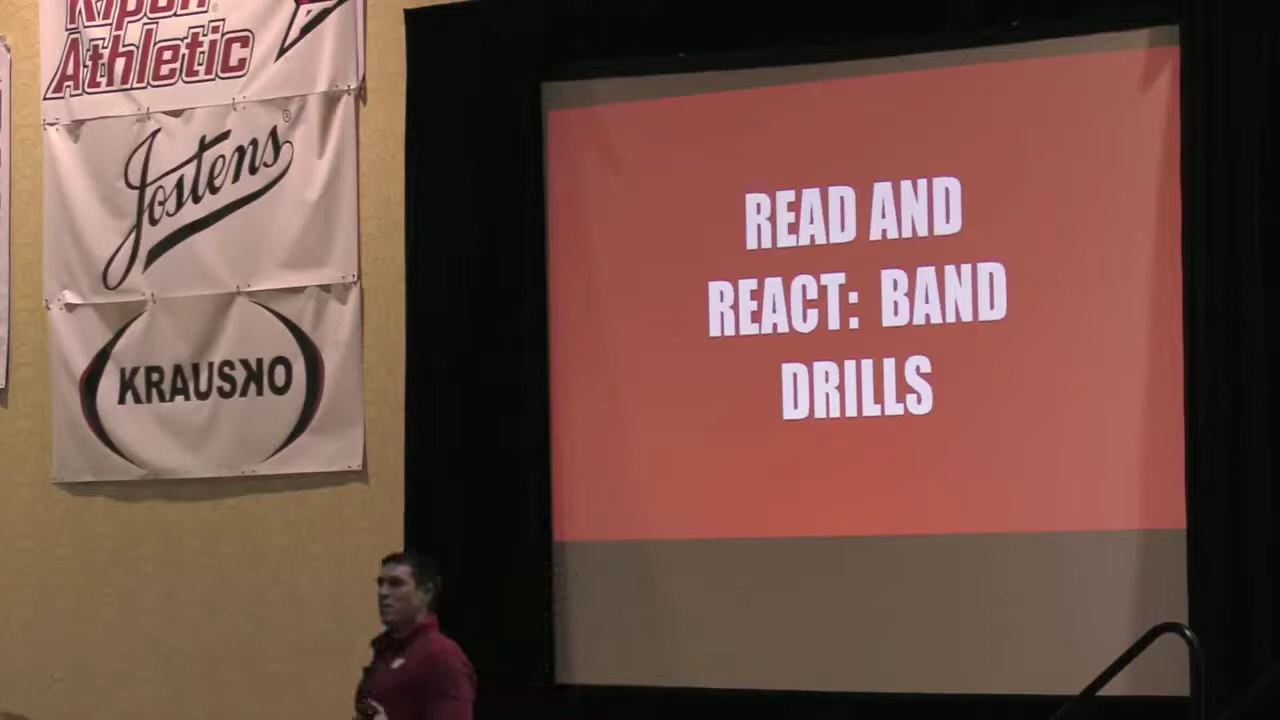 Ripon
Athletic
Jostens®
KRAUSKO
READ AND
REACT: BAND
DRILLS